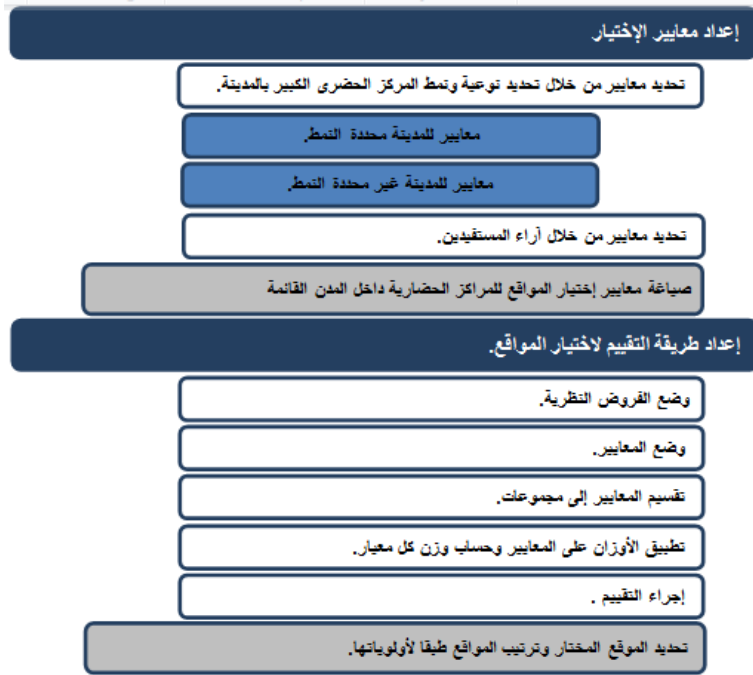 إعداد معايير الإختيار
تحديد معايير من خلال تحديد نوعية ونمط المركز الحضرى الكبير بالمدينة.
معايير للمدينة محددة النمط.
معايير للمدينة غير محددة النمط.
تحديد معايير من خلال آراء المستفيدين.
صياغة معايير إختيار المواقع للمراكز الحضارية داخل المدن القائمة
إعداد طريقة التقييم لاختيار المواقع.
وضع الفروض النظرية.
وضع المعايير.
تقسيم المعايير إلى مجموعات.
تطبيق الأوزان على المعايير وحساب وزن كل معيار.
إجراء التقييم .
تحديد الموقع المختار وترتيب المواقع طبقا لأولوياتها.